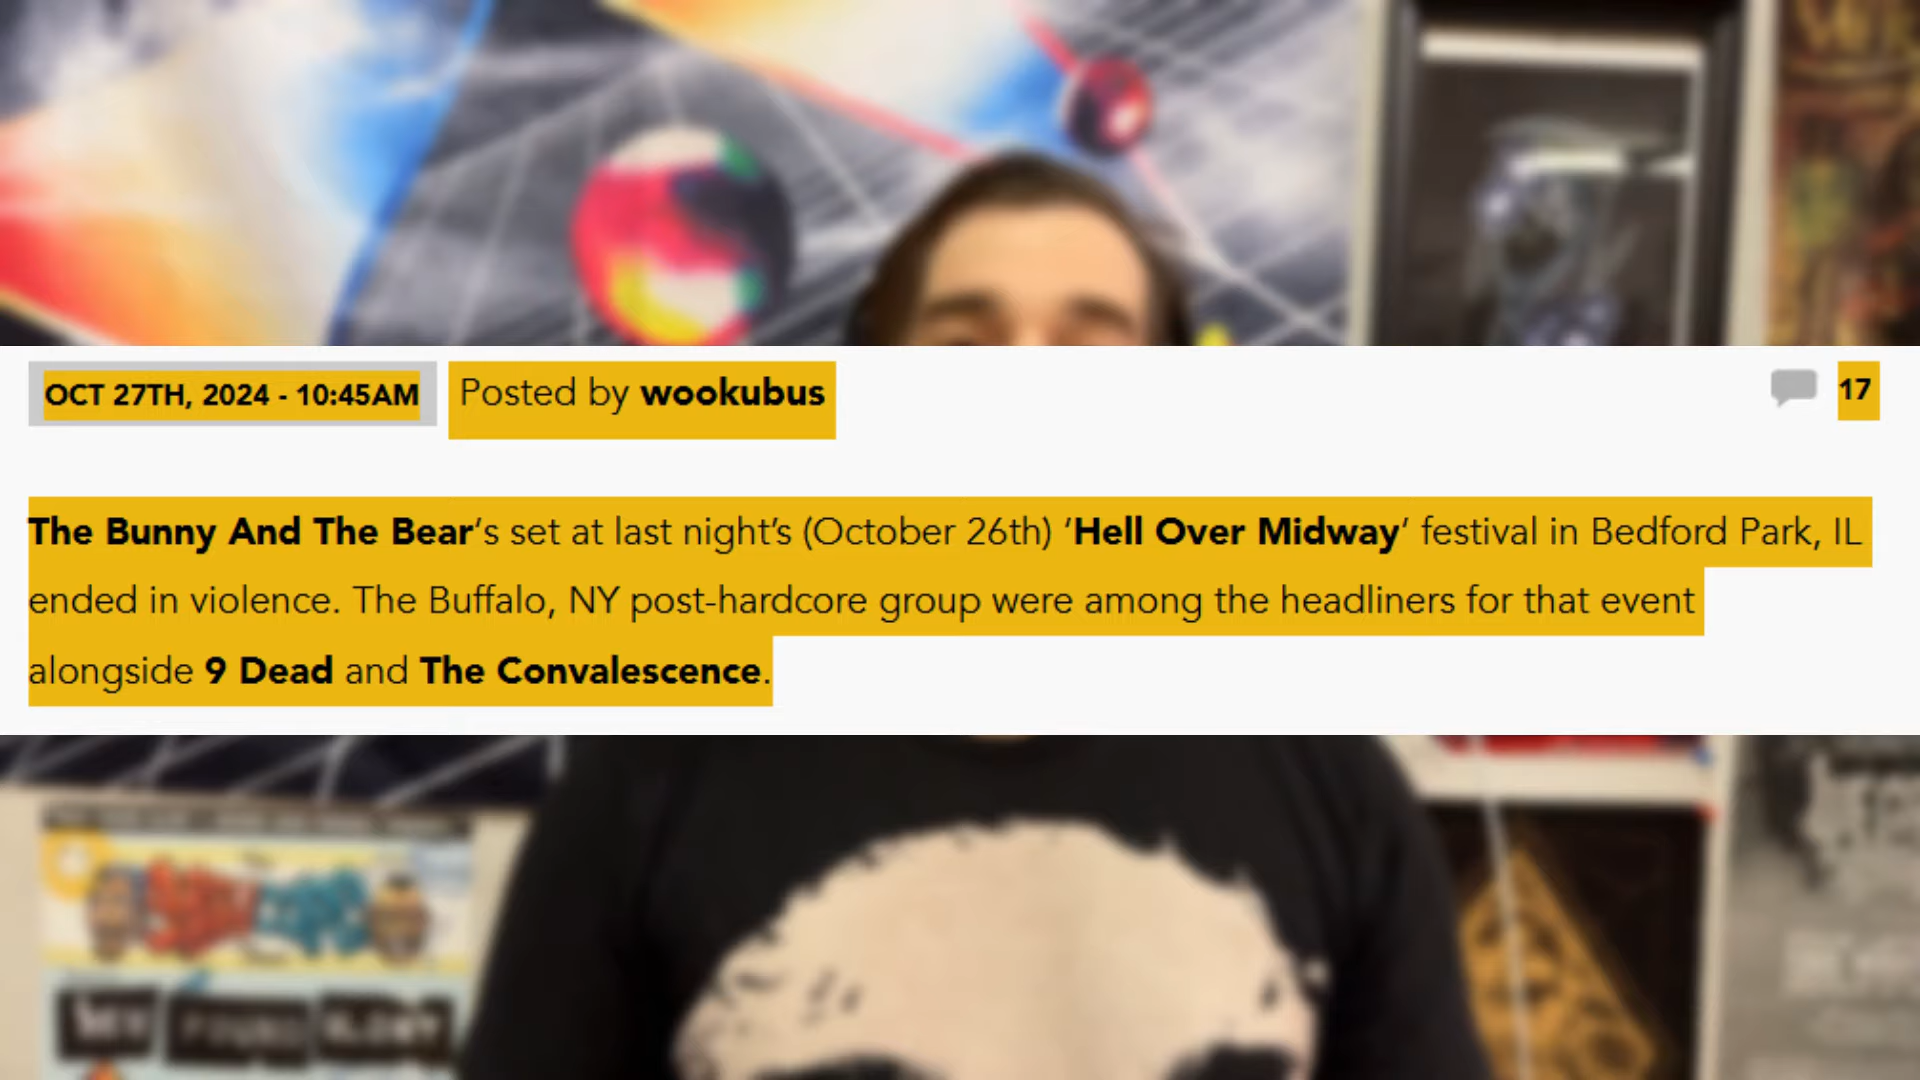 OCT 27TH, 2024 - 10:45AM Posted by wookubus 17
The Bunny And The Bear's set at last night's (October 26th) ‘Hell Over Midway‘ festival in Bedford Park, IL
ended in violence. The Buffalo, NY post-hardcore group were among the headliners for that event
alongside 9 Dead and The Convalescence.